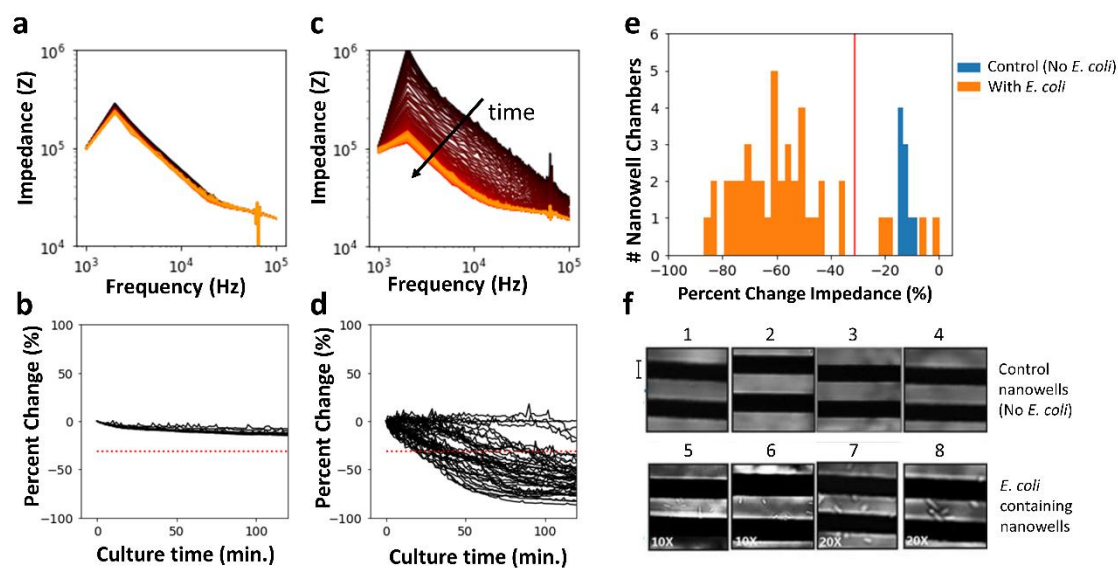 a
Impedance (Z)
10⁶
10⁵
10⁴
10³
10⁴
10⁵
Frequency (Hz)
c
Impedance (Z)
10⁶
10⁵
10⁴
time
10³
10⁴
10⁵
Frequency (Hz)
e
# Nanowell Chambers
6
5
4
3
2
1
0
−100
−80
−60
−40
−20
0
Percent Change Impedance (%)
Control (No E. coli)
With E. coli
b
Percent Change (%)
100
50
0
−50
−100
0
50
100
Culture time (min.)
d
Percent Change (%)
100
50
0
−50
−100
0
50
100
Culture time (min.)
f
1
2
3
4
Control
nanowells
(No E. coli)
5
6
7
8
10X
10X
20X
20X
E. coli
containing
nanowells